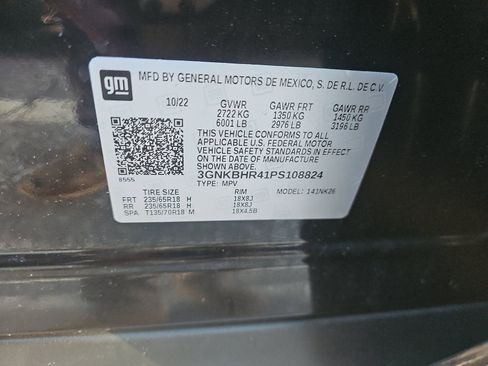 gm
MFD BY GENERAL MOTORS DE MEXICO, S. DE R.L. DE C.V.
10/22 GVWR GAWR FRT GAWR RR
2722 KG 1350 KG 1450 KG
6001 LB 2976 LB 3196 LB
THIS VEHICLE CONFORMS TO ALL
APPLICABLE U.S. FEDERAL MOTOR
VEHICLE SAFETY STANDARDS IN EFFECT
ON THE DATE OF MANUFACTURE
SHOWN ABOVE.
3GNKBHR41PS108824
8555 TYPE: MPV MODEL: 141NK26
TIRE SIZE RIM
FRT 235/65R18 H 18X8J
RR 235/65R18 H 18X8J
SPA T135/70R18 M 18X4.5B